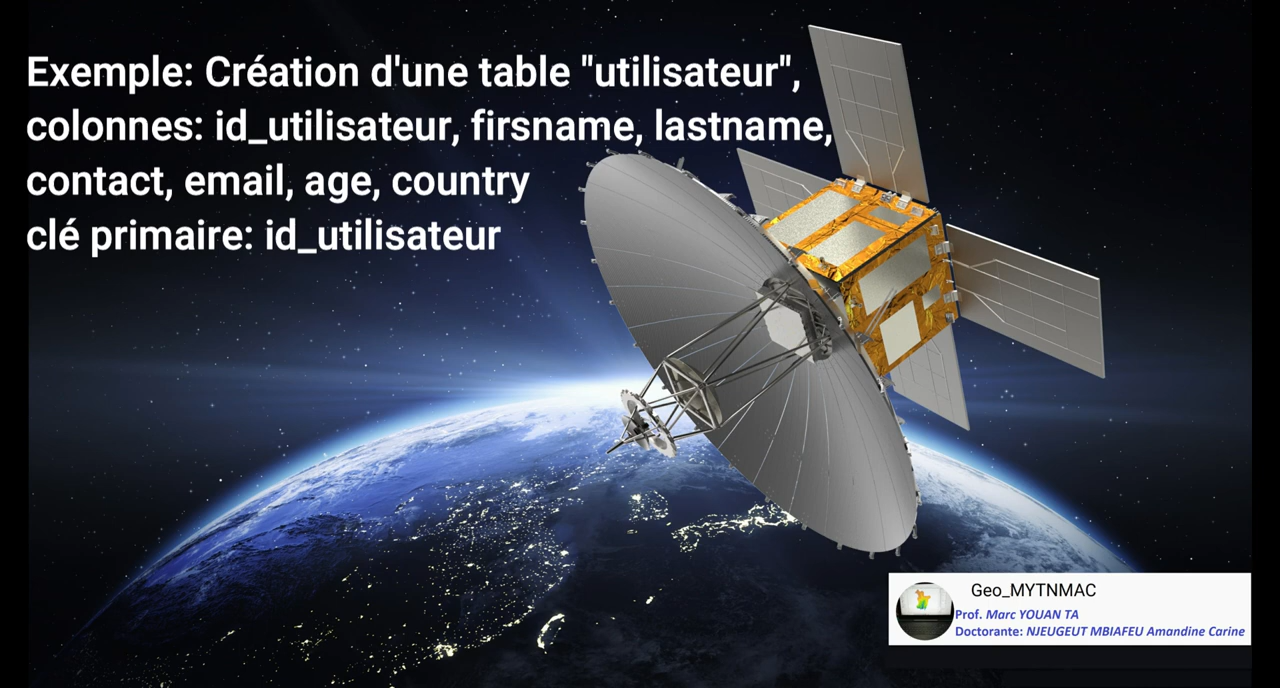 Exemple: Création d'une table "utilisateur",
colonnes: id_utilisateur, firsname, lastname,
contact, email, age, country
clé primaire: id_utilisateur
Geo_MYTNMAC
Prof. Marc YOUAN TA
Doctorante: NJEUGEUT MBIAFEU Amandine Carine